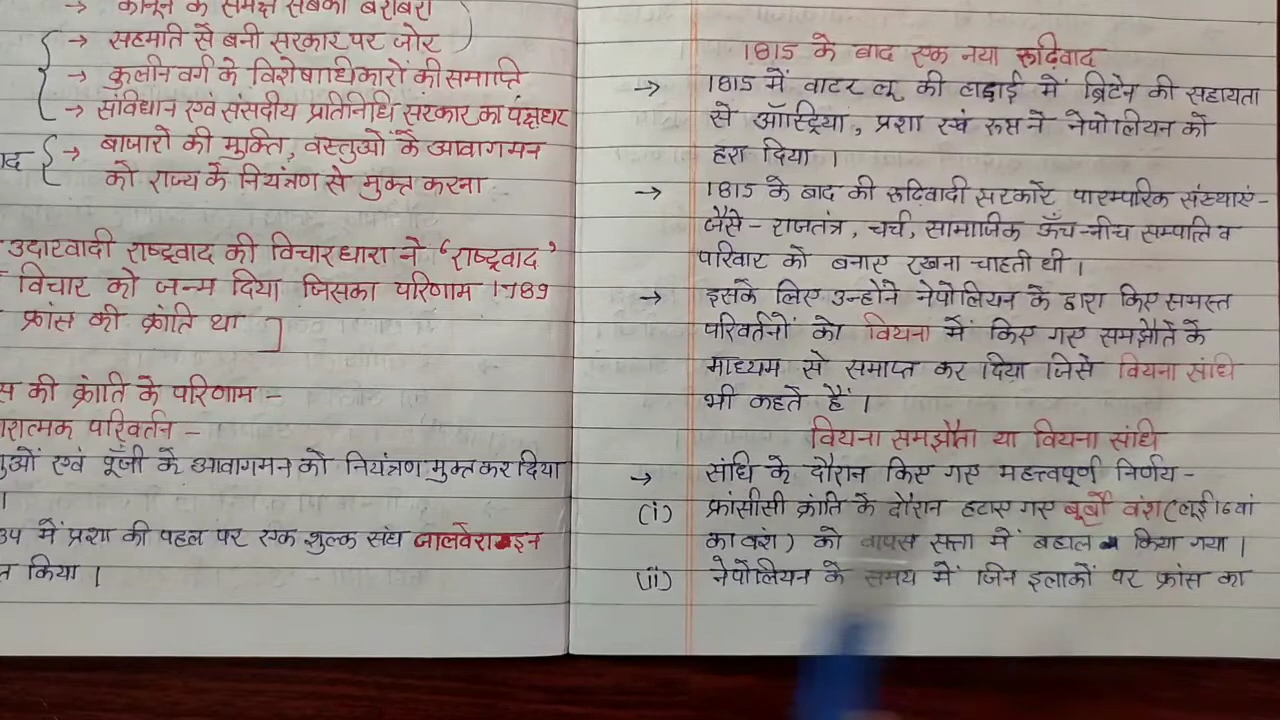 → कानून के समक्ष सबकी बराबरी
→ सहमति से बनी सरकार पर जोर
→ कुलीन वर्ग के विशेषाधिकारों की समाप्ति
→ संविधान एवं संसदीय प्रतिनिधि सरकार का पक्षधर
→ बाजारों की मुक्ति, वस्तुओं के आवागमन
को राज्य के नियंत्रण से मुक्त करना
उदारवादी राष्ट्रवाद की विचारधारा ने 'राष्ट्रवाद'
विचार को जन्म दिया जिसका परिणाम 1789
फ्रांस की क्रांति था
की क्रांति के परिणाम -
परिवर्तन -
एवं पूँजी के आवागमन को नियंत्रण मुक्त कर दिया
।
34 में प्रशा की पहल पर एक शुल्क संघ जालवेराइन
किया ।
1815 के बाद एक नया रूढ़िवाद
→ 1815 में वाटर लू की लड़ाई में ब्रिटेन की सहायता
से ऑस्ट्रिया, प्रशा एवं रूस ने नेपोलियन को
हरा दिया ।
→ 1815 के बाद की रूढ़िवादी सरकारें पारम्परिक संस्थाएं -
जैसे - राजतंत्र, चर्च, सामाजिक ऊँच-नीच सम्पत्ति व
परिवार को बनाए रखना चाहती थी ।
→ इसके लिए उन्होंने नेपोलियन के द्वारा किए समस्त
परिवर्तनों को वियना में किए गए समझौते के
माध्यम से समाप्त कर दिया जिसे वियना संधि
भी कहते हैं ।
वियना समझौता या वियना संधि
→ संधि के दौरान किए गए महत्त्वपूर्ण निर्णय -
(i) फ्रांसीसी क्रांति के दौरान हटाए गए बूर्बों वंश (लूई 16वां
का वंश) को वापस सत्ता में बहाल किया गया ।
(ii) नेपोलियन के समय में जिन इलाकों पर फ्रांस का